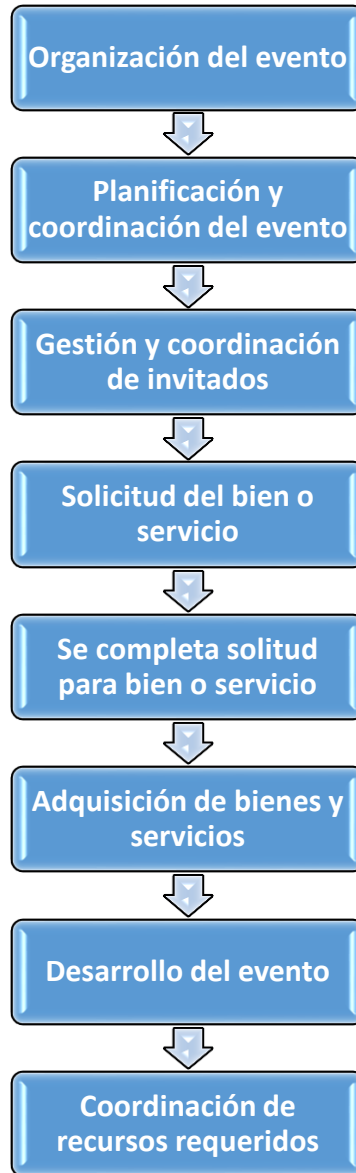 Organización del evento
Planificación y
coordinación del evento
Gestión y coordinación
de invitados
Solicitud del bien o
servicio
Se completa solitud
para bien o servicio
Adquisición de bienes y
servicios
Desarrollo del evento
Coordinación de
recursos requeridos